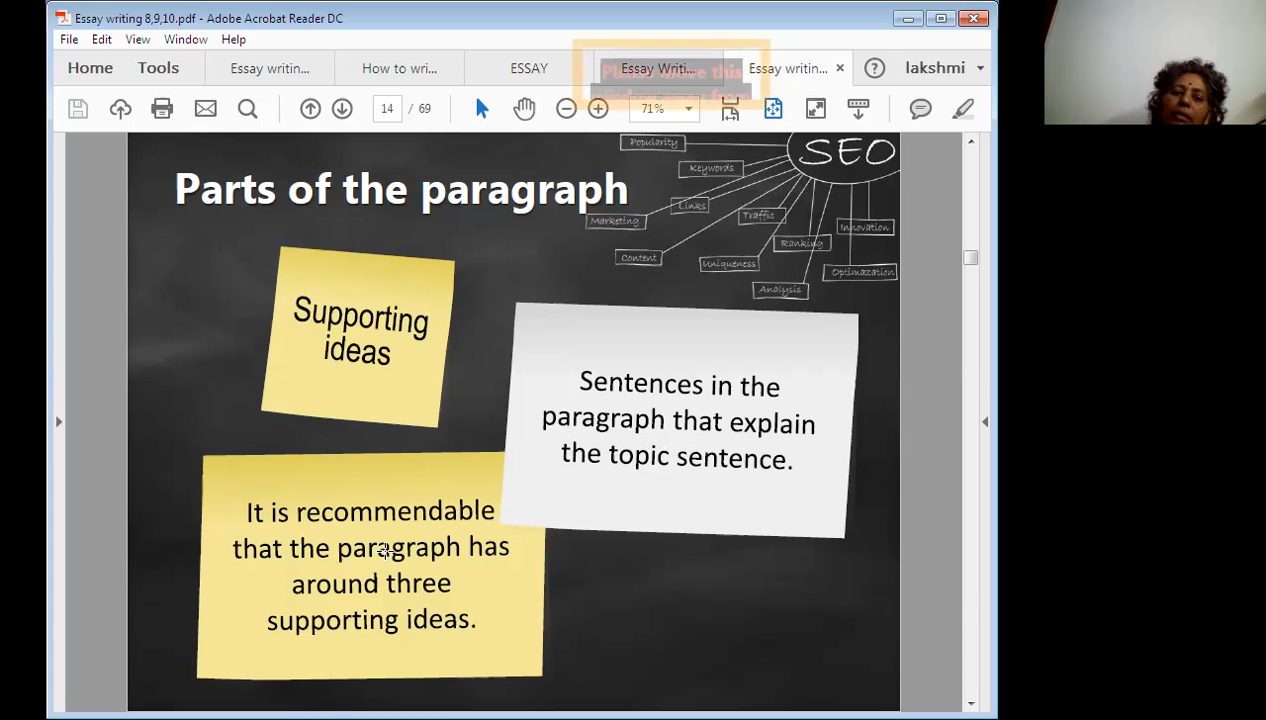 Essay writing 8,9,10.pdf - Adobe Acrobat Reader DC
File Edit View Window Help
Home Tools Essay writin... How to wri... ESSAY Essay Writi... Essay writin... × ? lakshmi
Please move this
14 / 69 71%
SEO
Popularity
Keywords
Links
Marketing
Traffic
Innovation
Ranking
Content
Uniqueness
Optimazation
Analysis
Parts of the paragraph
Supporting
ideas
Sentences in the
paragraph that explain
the topic sentence.
It is recommendable
that the paragraph has
around three
supporting ideas.